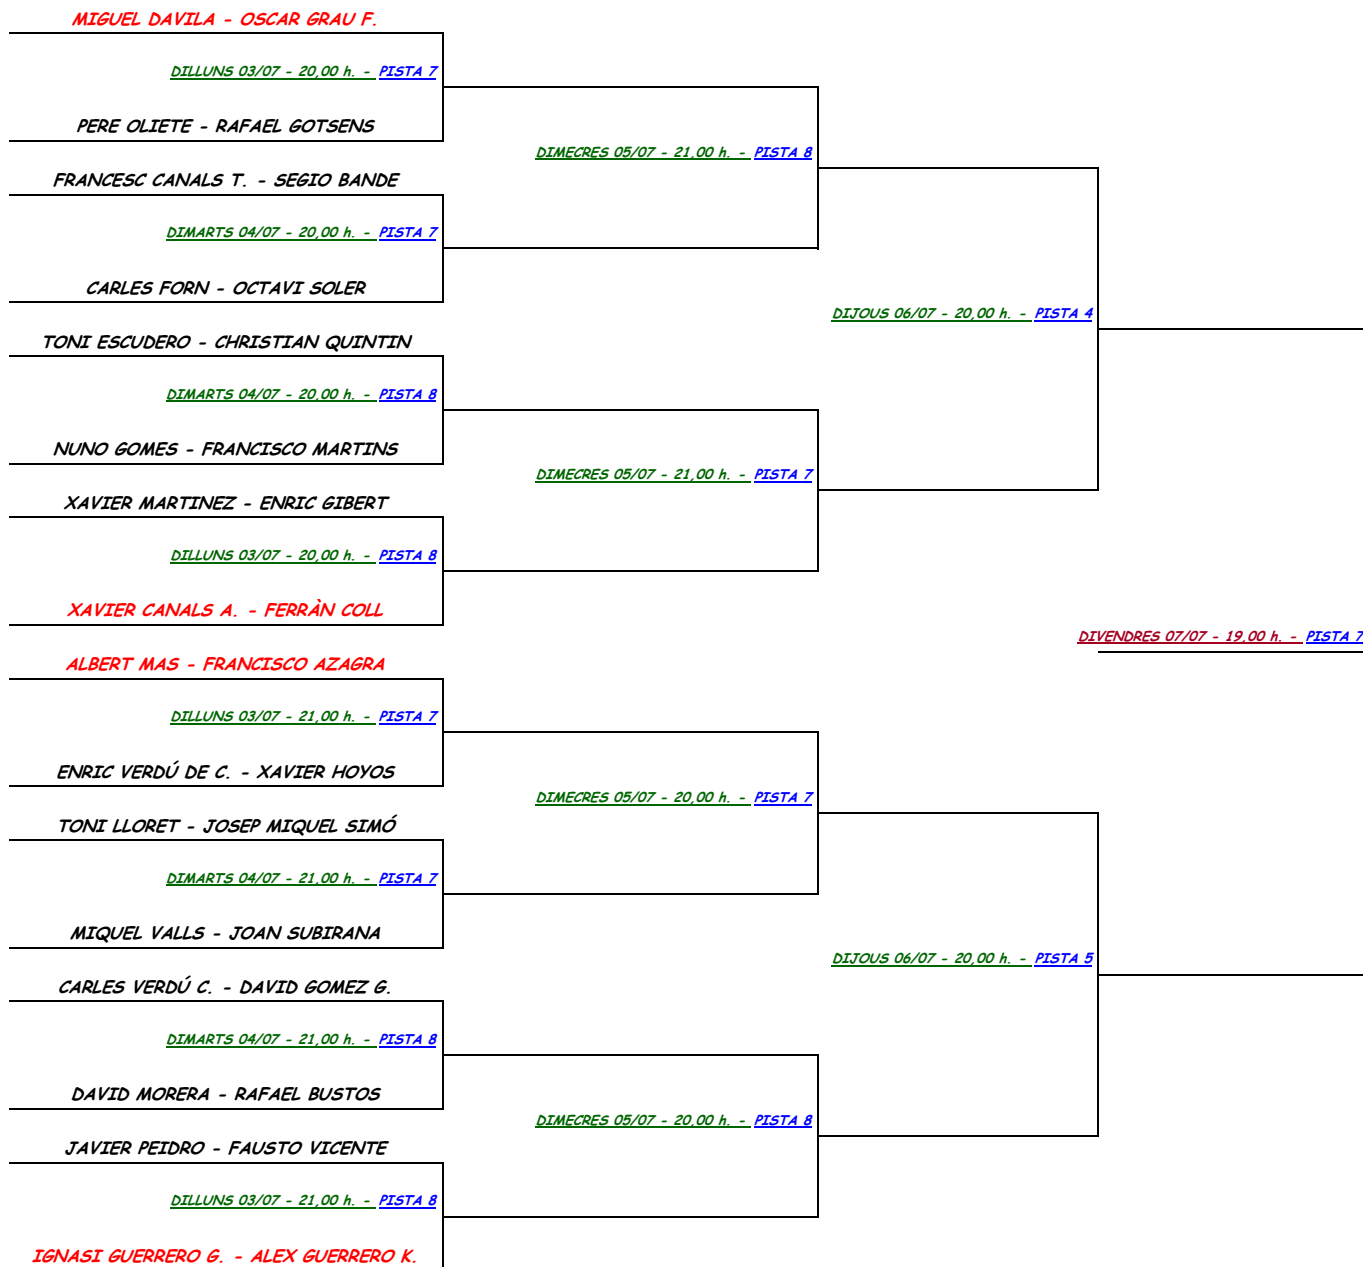 MIGUEL DAVILA - OSCAR GRAU F.
DILLUNS 03/07 - 20,00 h. - PISTA 7
PERE OLIETE - RAFAEL GOTSENS
DIMECRES 05/07 - 21,00 h. - PISTA 8
FRANCESC CANALS T. - SEGIO BANDE
DIMARTS 04/07 - 20,00 h. - PISTA 7
CARLES FORN - OCTAVI SOLER
DIJOUS 06/07 - 20,00 h. - PISTA 4
TONI ESCUDERO - CHRISTIAN QUINTIN
DIMARTS 04/07 - 20,00 h. - PISTA 8
NUNO GOMES - FRANCISCO MARTINS
DIMECRES 05/07 - 21,00 h. - PISTA 7
XAVIER MARTINEZ - ENRIC GIBERT
DILLUNS 03/07 - 20,00 h. - PISTA 8
XAVIER CANALS A. - FERRÀN COLL
DIVENDRES 07/07 - 19,00 h. - PISTA 7
ALBERT MAS - FRANCISCO AZAGRA
DILLUNS 03/07 - 21,00 h. - PISTA 7
ENRIC VERDÚ DE C. - XAVIER HOYOS
DIMECRES 05/07 - 20,00 h. - PISTA 7
TONI LLORET - JOSEP MIQUEL SIMÓ
DIMARTS 04/07 - 21,00 h. - PISTA 7
MIQUEL VALLS - JOAN SUBIRANA
DIJOUS 06/07 - 20,00 h. - PISTA 5
CARLES VERDÚ C. - DAVID GOMEZ G.
DIMARTS 04/07 - 21,00 h. - PISTA 8
DAVID MORERA - RAFAEL BUSTOS
DIMECRES 05/07 - 20,00 h. - PISTA 8
JAVIER PEIDRO - FAUSTO VICENTE
DILLUNS 03/07 - 21,00 h. - PISTA 8
IGNASI GUERRERO G. - ALEX GUERRERO K.